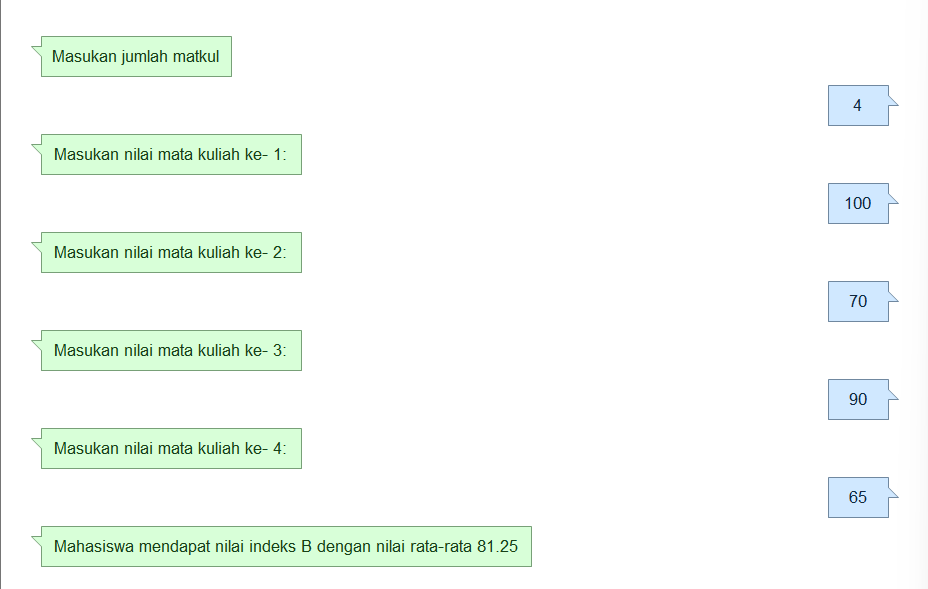 Masukan jumlah matkul
4
Masukan nilai mata kuliah ke- 1:
100
Masukan nilai mata kuliah ke- 2:
70
Masukan nilai mata kuliah ke- 3:
90
Masukan nilai mata kuliah ke- 4:
65
Mahasiswa mendapat nilai indeks B dengan nilai rata-rata 81.25